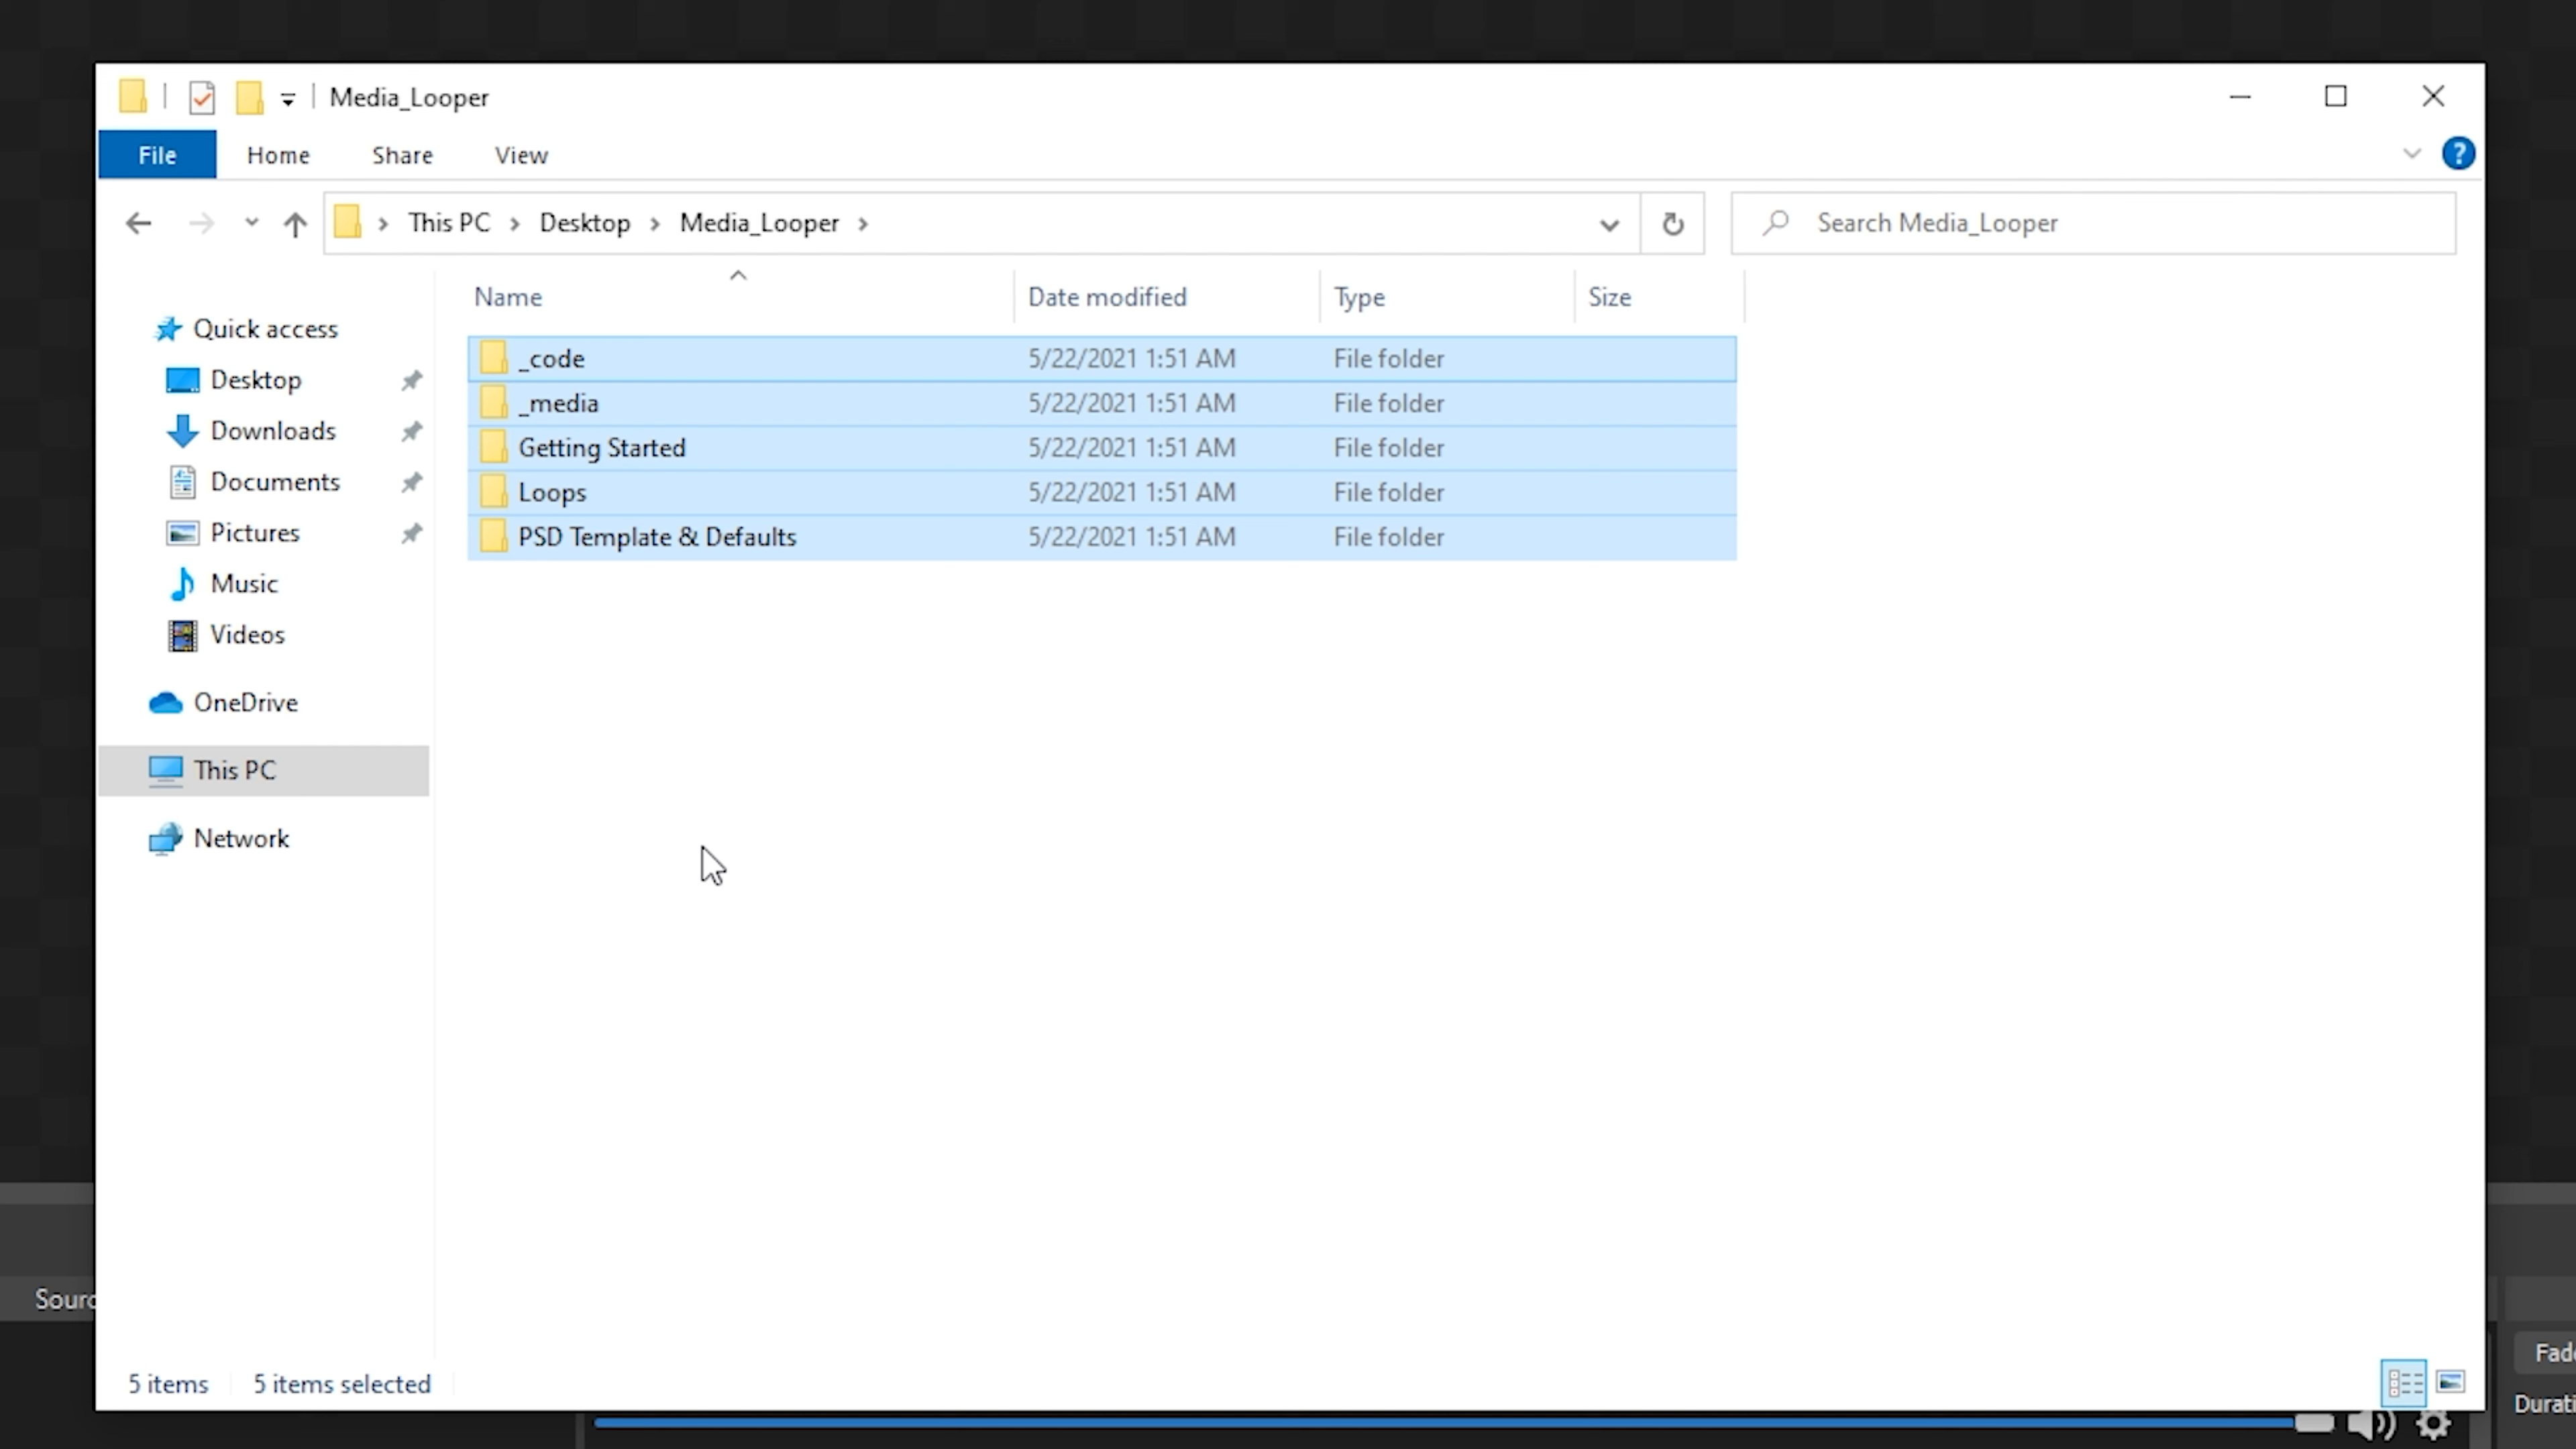 Media_Looper
File Home Share View
This PC Desktop Media_Looper
Search Media_Looper
Name Date modified Type Size
Quick access
Desktop
Downloads
Documents
Pictures
Music
Videos
OneDrive
This PC
Network
_code 5/22/2021 1:51 AM File folder
_media 5/22/2021 1:51 AM File folder
Getting Started 5/22/2021 1:51 AM File folder
Loops 5/22/2021 1:51 AM File folder
PSD Template & Defaults 5/22/2021 1:51 AM File folder
5 items 5 items selected
Sourc
Fad
Durati